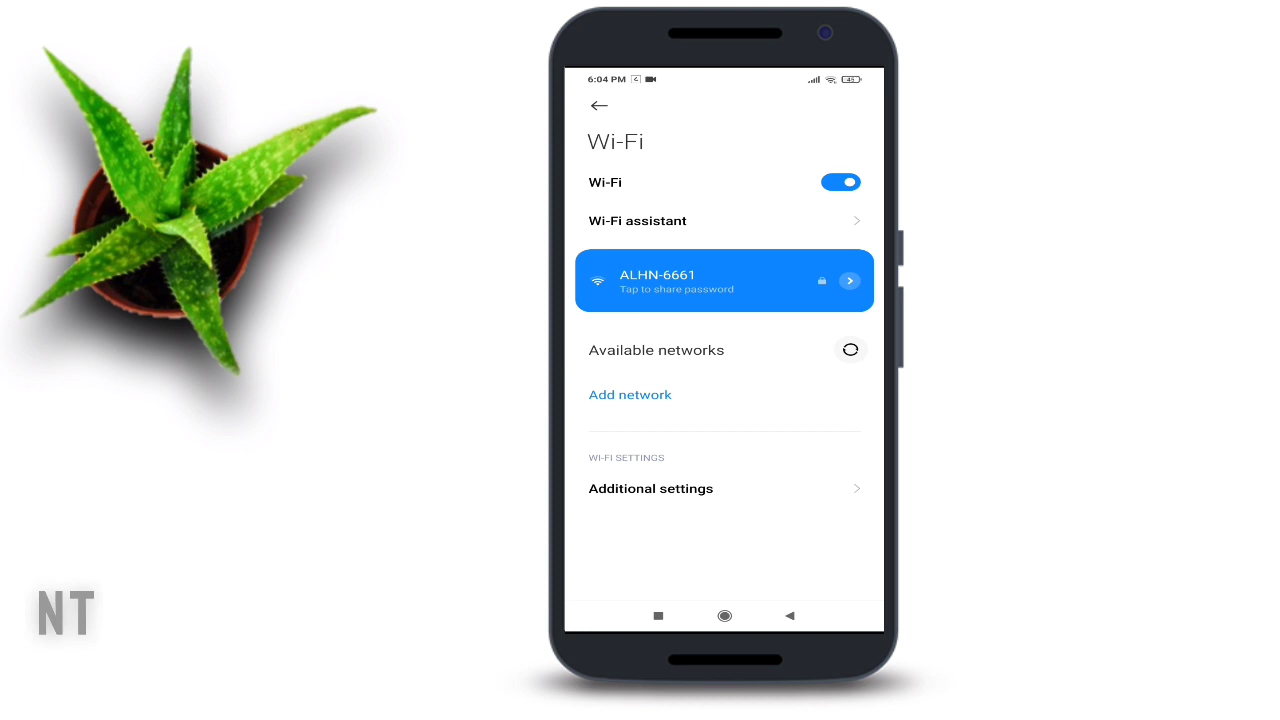 6:04 PM
Wi-Fi
Wi-Fi
Wi-Fi assistant
ALHN-6661
Tap to share password
Available networks
Add network
WI-FI SETTINGS
Additional settings
NT